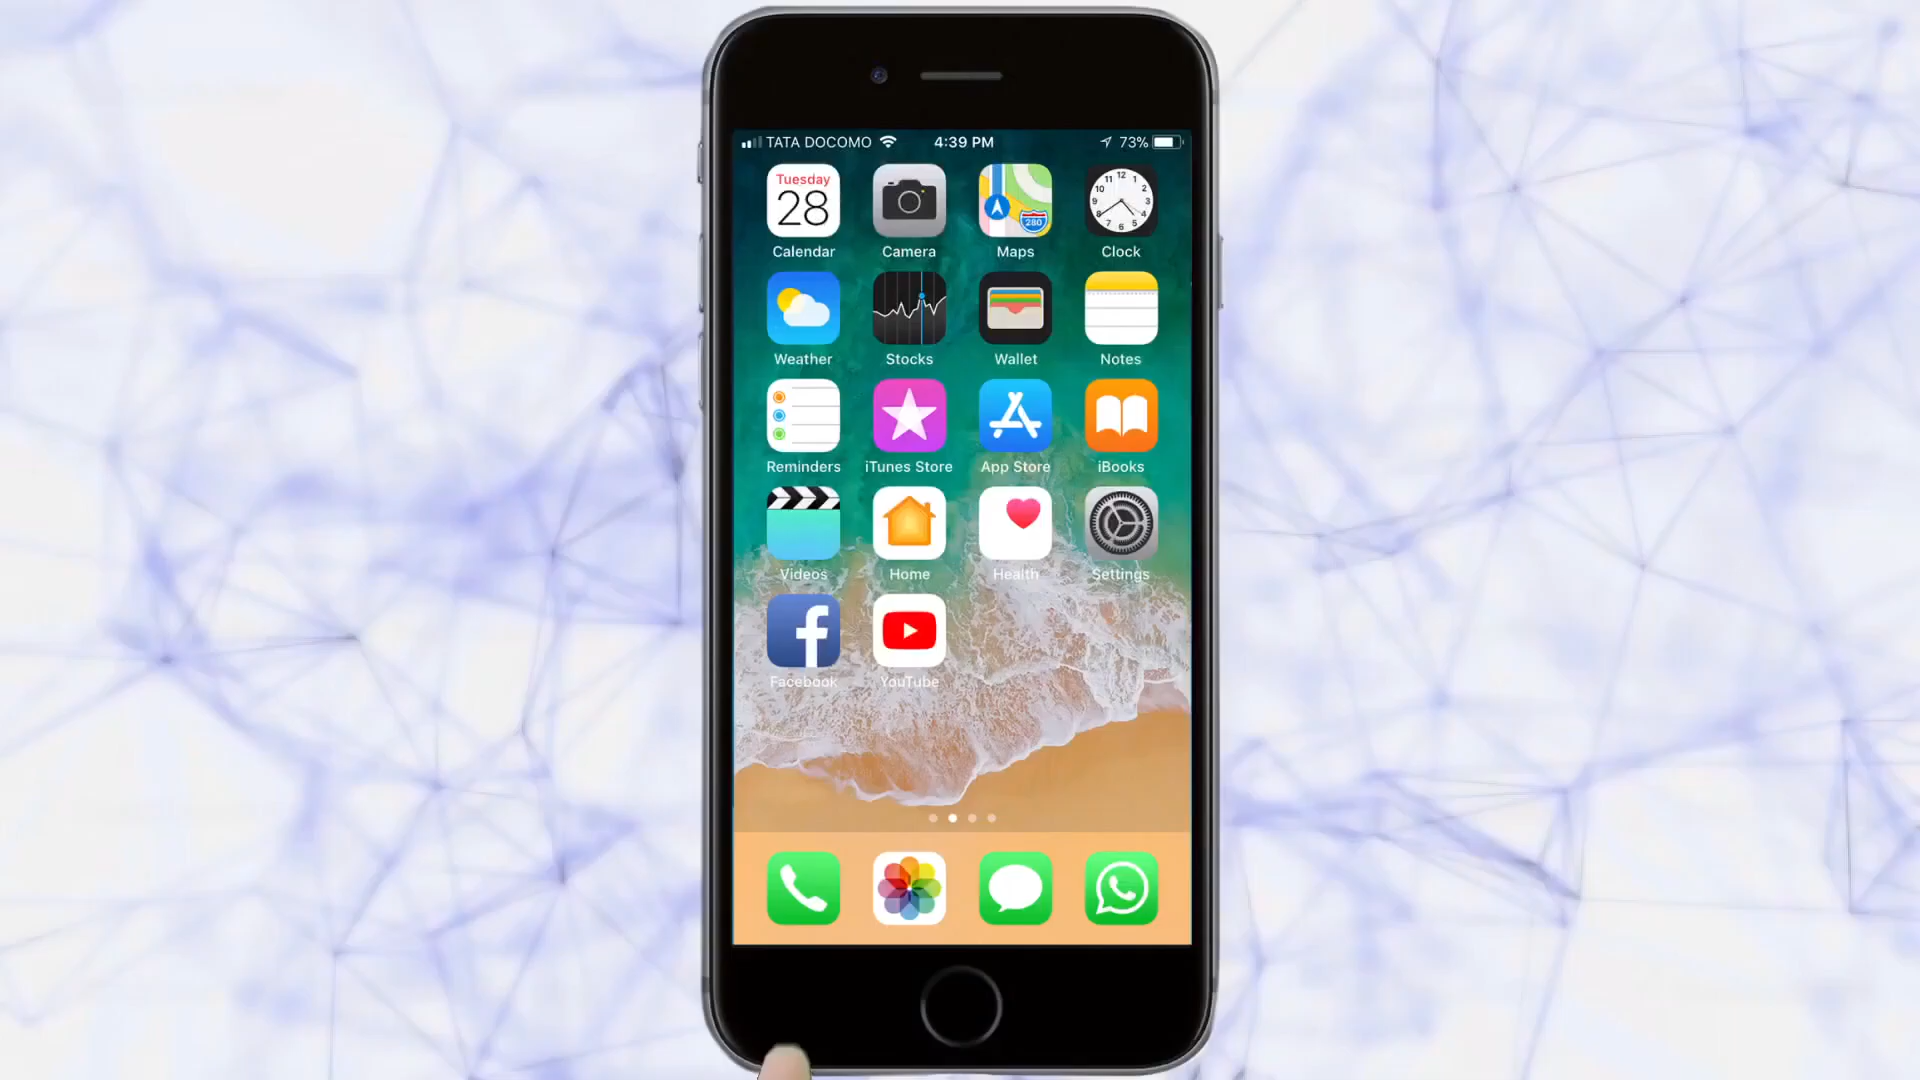 TATA DOCOMO 4:39 PM 73%
Tuesday
28
Calendar Camera Maps Clock
Weather Stocks Wallet Notes
Reminders iTunes Store App Store iBooks
Videos Home Health Settings
Facebook YouTube